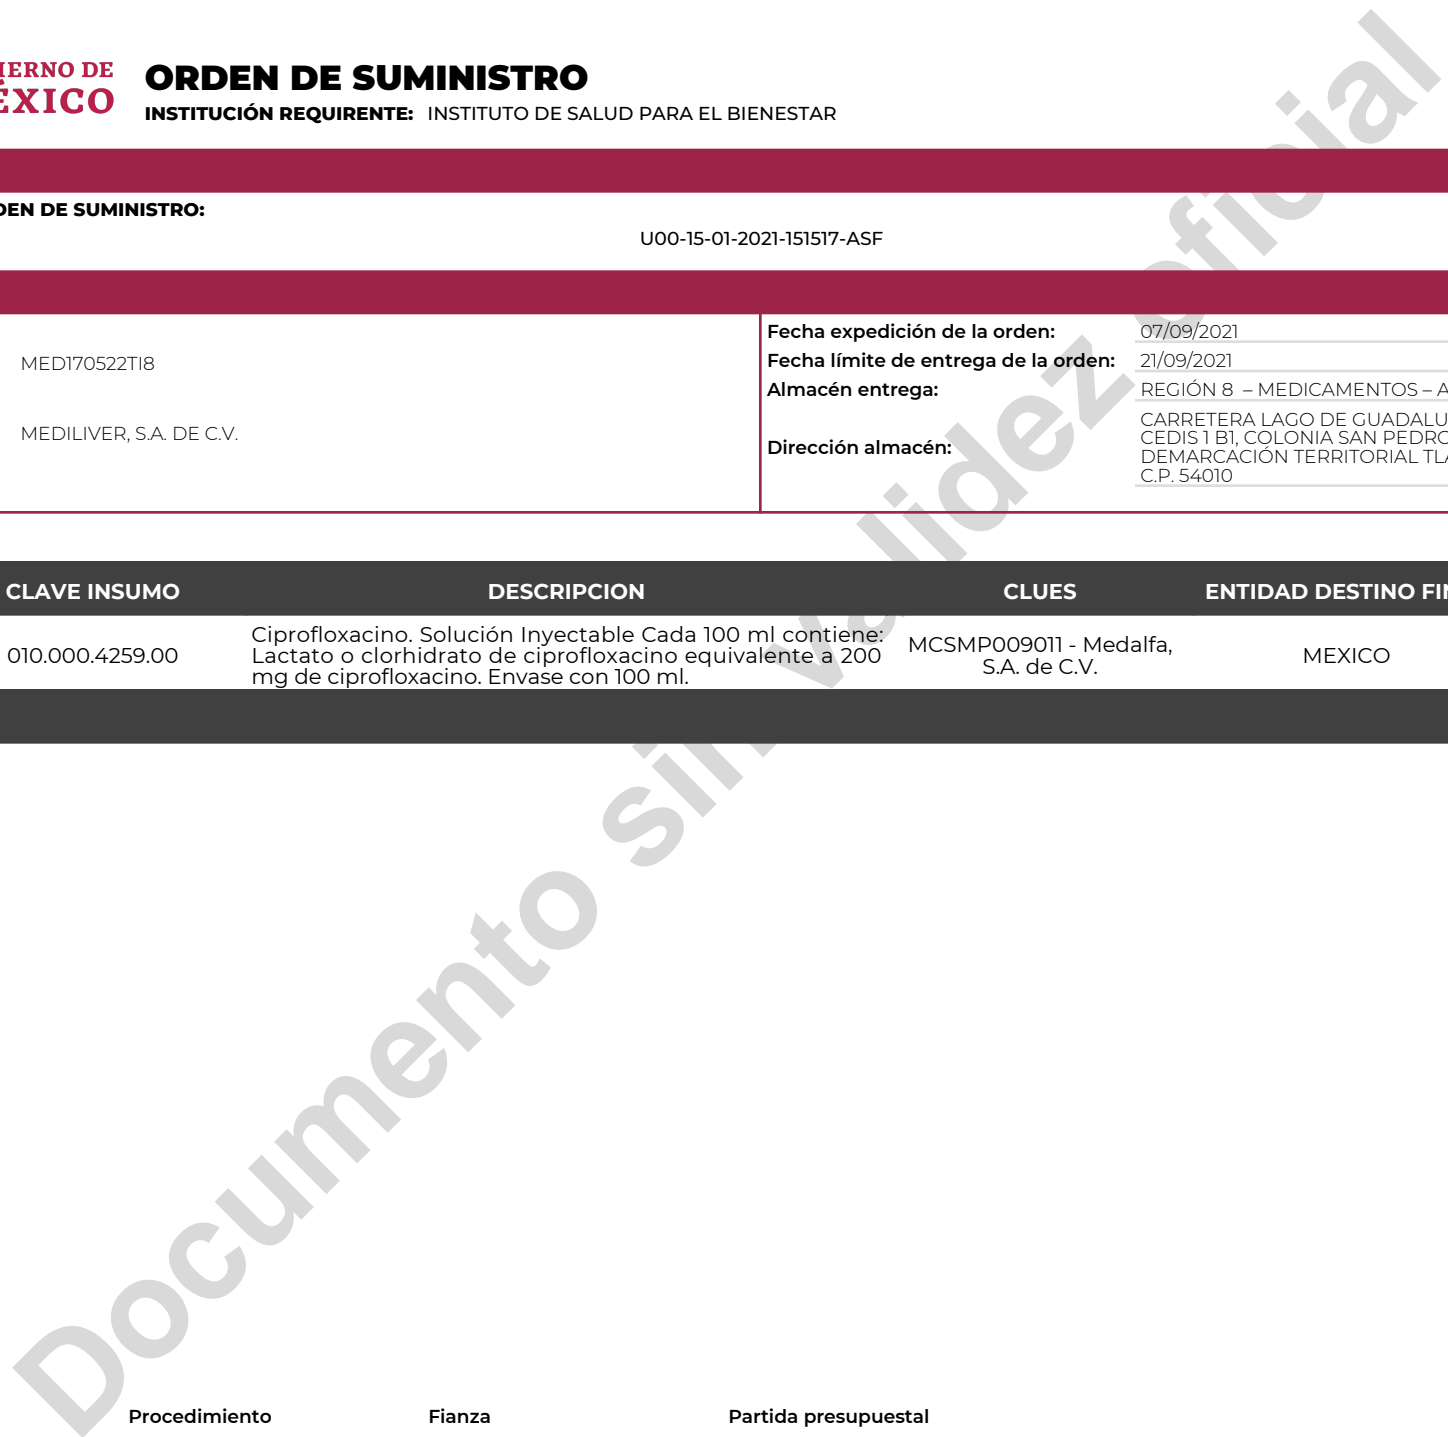 IERNO DE
ÉXICO
ORDEN DE SUMINISTRO
INSTITUCIÓN REQUIRENTE: INSTITUTO DE SALUD PARA EL BIENESTAR
DEN DE SUMINISTRO:
U00-15-01-2021-151517-ASF
MED170522TI8
MEDILIVER, S.A. DE C.V.
Fecha expedición de la orden: 07/09/2021
Fecha límite de entrega de la orden: 21/09/2021
Almacén entrega: REGIÓN 8 – MEDICAMENTOS – A
Dirección almacén:
CARRETERA LAGO DE GUADALU
CEDIS 1 B1, COLONIA SAN PEDRO
DEMARCACIÓN TERRITORIAL TLA
C.P. 54010
CLAVE INSUMO DESCRIPCION CLUES ENTIDAD DESTINO FIN
010.000.4259.00
Ciprofloxacino. Solución Inyectable Cada 100 ml contiene:
Lactato o clorhidrato de ciprofloxacino equivalente a 200
mg de ciprofloxacino. Envase con 100 ml.
MCSMP009011 - Medalfa,
S.A. de C.V.
MEXICO
Documento sin validez oficial
Procedimiento Fianza Partida presupuestal